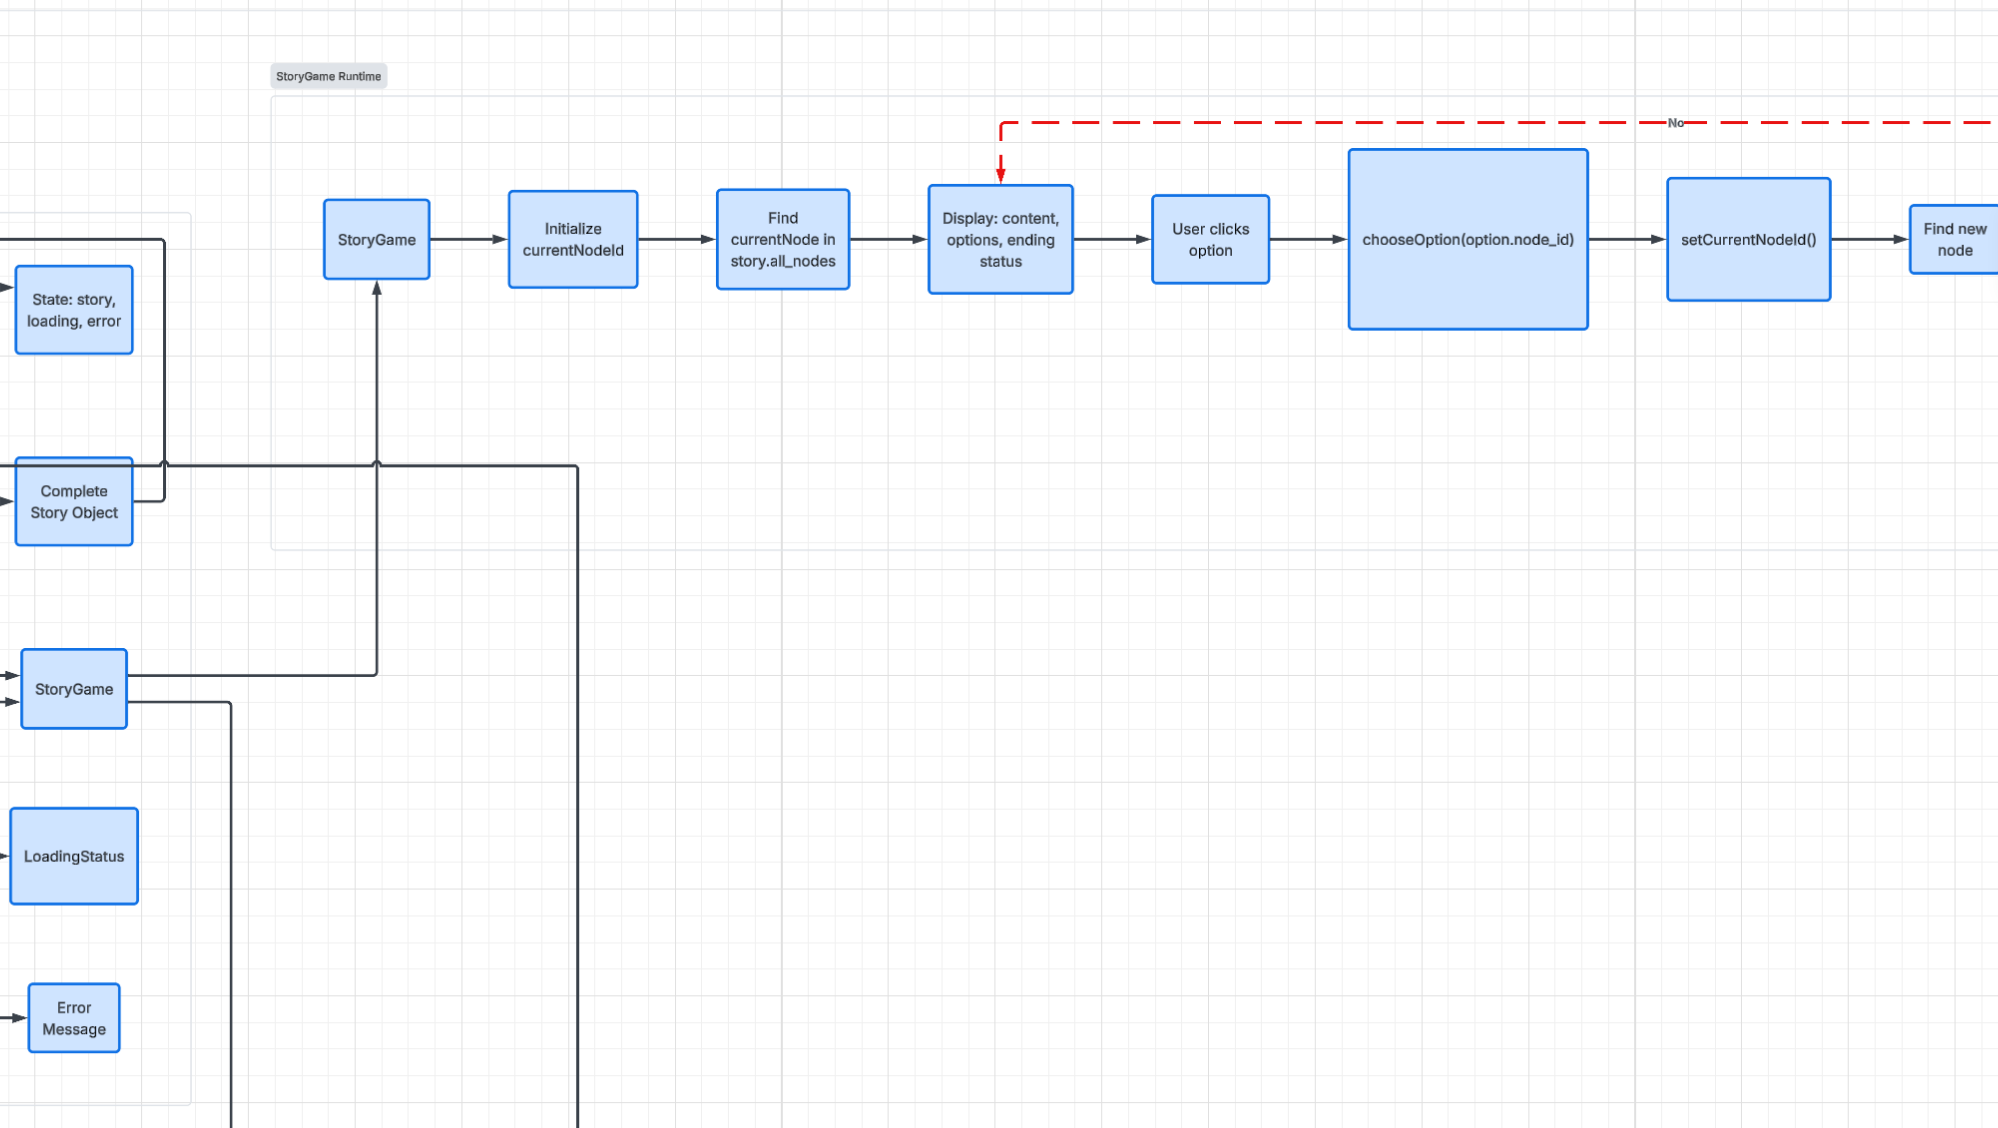 StoryGame Runtime
No
StoryGame
Initialize
currentNodeId
Find
currentNode in
story.all_nodes
Display: content,
options, ending
status
User clicks
option
chooseOption(option.node_id)
setCurrentNodeId()
Find new
node
State: story,
loading, error
Complete
Story Object
StoryGame
LoadingStatus
Error
Message